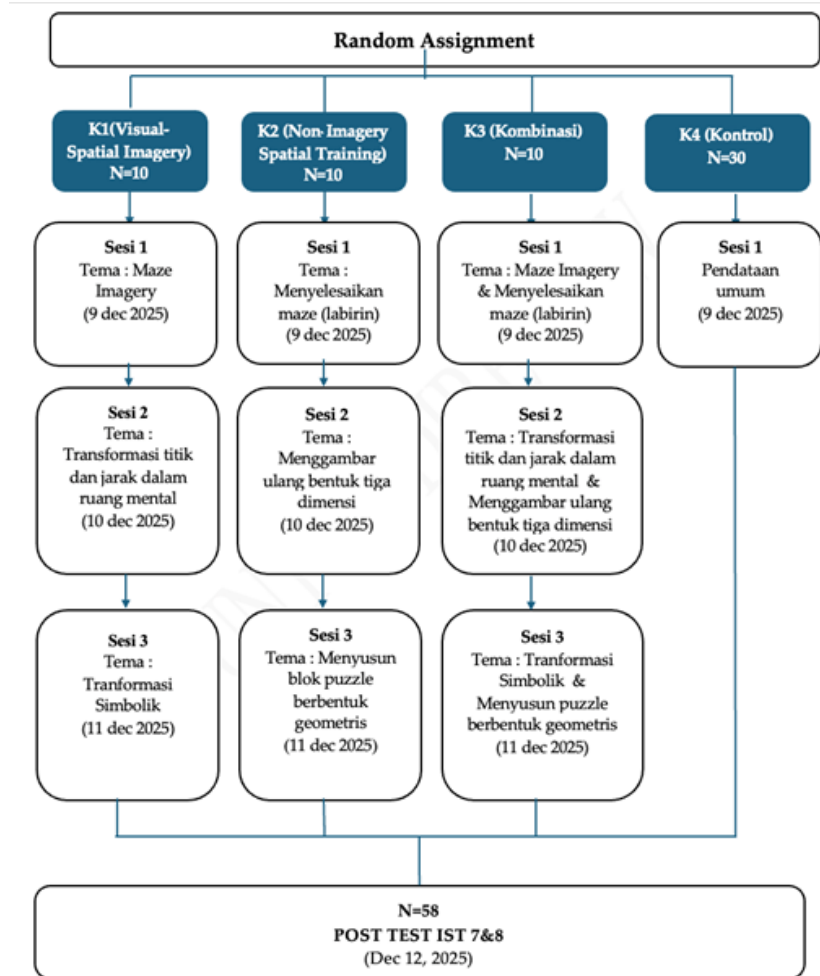 Random Assignment
K1(Visual-
Spatial Imagery)
N=10
K2 (Non-Imagery
Spatial Training)
N=10
K3 (Kombinasi)
N=10
K4 (Kontrol)
N=30
Sesi 1
Tema : Maze
Imagery
(9 dec 2025)
Sesi 1
Tema :
Menyelesaikan
maze (labirin)
(9 dec 2025)
Sesi 1
Tema : Maze Imagery
& Menyelesaikan
maze (labirin)
(9 dec 2025)
Sesi 1
Pendataan
umum
(9 dec 2025)
Sesi 2
Tema :
Transformasi titik
dan jarak dalam
ruang mental
(10 dec 2025)
Sesi 2
Tema :
Menggambar
ulang bentuk tiga
dimensi
(10 dec 2025)
Sesi 2
Tema : Transformasi
titik dan jarak dalam
ruang mental &
Menggambar ulang
bentuk tiga dimensi
(10 dec 2025)
Sesi 3
Tema :
Tranformasi
Simbolik
(11 dec 2025)
Sesi 3
Tema : Menyusun
blok puzzle
berbentuk
geometris
(11 dec 2025)
Sesi 3
Tema : Tranformasi
Simbolik &
Menyusun puzzle
berbentuk geometris
(11 dec 2025)
N=58
POST TEST IST 7&8
(Dec 12, 2025)